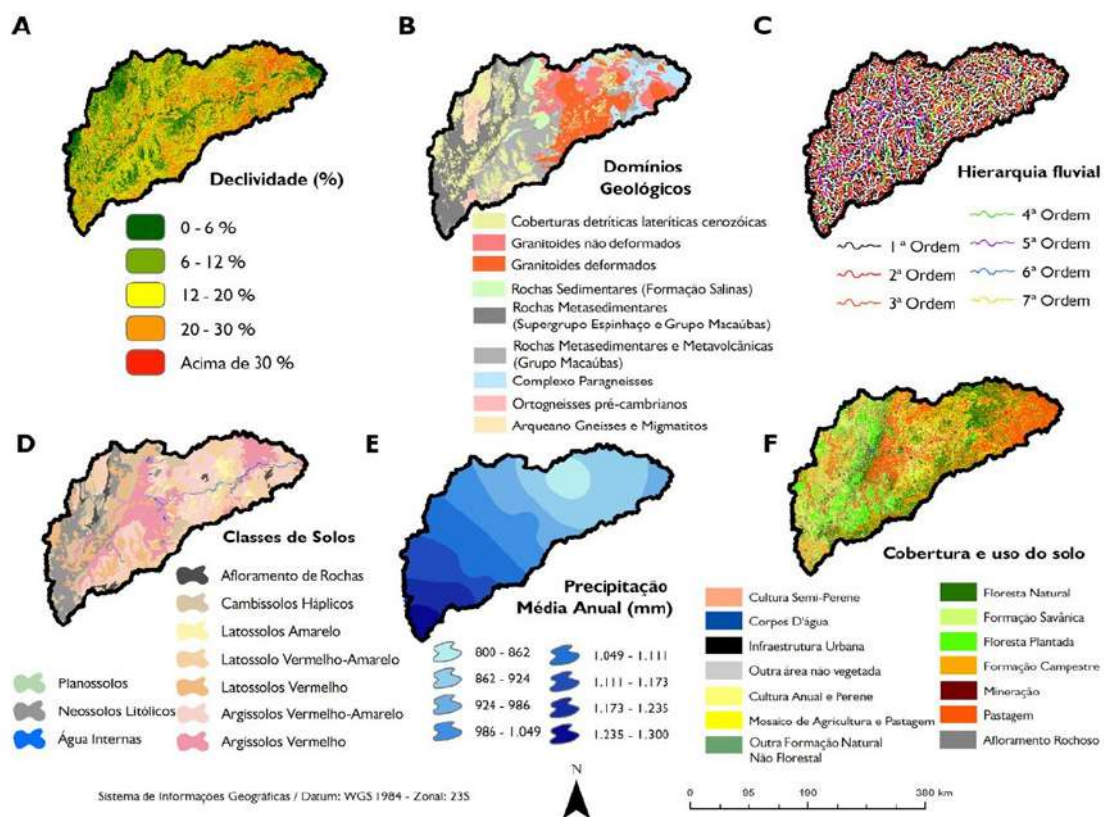 A
Declividade (%)
0 - 6 %
6 - 12 %
12 - 20 %
20 - 30 %
Acima de 30 %
B
Domínios
Geológicos
Coberturas detríticas lateríticas cenozóicas
Granitoides não deformados
Granitoides deformados
Rochas Sedimentares (Formação Salinas)
Rochas Metasedimentares
(Supergrupo Espinhaço e Grupo Macaúbas)
Rochas Metasedimentares e Metavolcânicas
(Grupo Macaúbas)
Complexo Paragneisses
Ortogneisses pré-cambrianos
Arqueano Gneisses e Migmatitos
C
Hierarquia fluvial
1ª Ordem
2ª Ordem
3ª Ordem
4ª Ordem
5ª Ordem
6ª Ordem
7ª Ordem
D
Classes de Solos
Planossolos
Neossolos Litólicos
Água Internas
Afloramento de Rochas
Cambissolos Háplicos
Latossolos Amarelo
Latossolo Vermelho-Amarelo
Latossolos Vermelho
Argissolos Vermelho-Amarelo
Argissolos Vermelho
E
Precipitação
Média Anual (mm)
800 - 862
862 - 924
924 - 986
986 - 1.049
1.049 - 1.111
1.111 - 1.173
1.173 - 1.235
1.235 - 1.300
F
Cobertura e uso do solo
Cultura Semi-Perene
Corpos D'água
Infraestrutura Urbana
Outra área não vegetada
Cultura Anual e Perene
Mosaico de Agricultura e Pastagem
Outra Formação Natural
Não Florestal
Floresta Natural
Formação Savânica
Floresta Plantada
Formação Campestre
Mineração
Pastagem
Afloramento Rochoso
Sistema de Informações Geográficas / Datum: WGS 1984 - Zonal: 23S
N
0 95 190 380 km